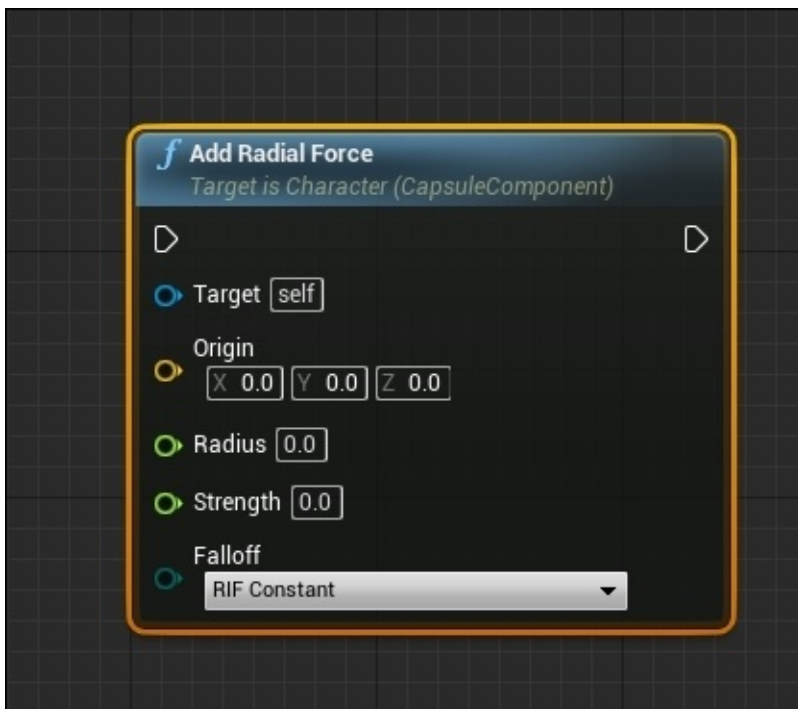 f Add Radial Force
Target is Character (CapsuleComponent)
Target self
Origin
X 0.0 Y 0.0 Z 0.0
Radius 0.0
Strength 0.0
Falloff
RIF Constant